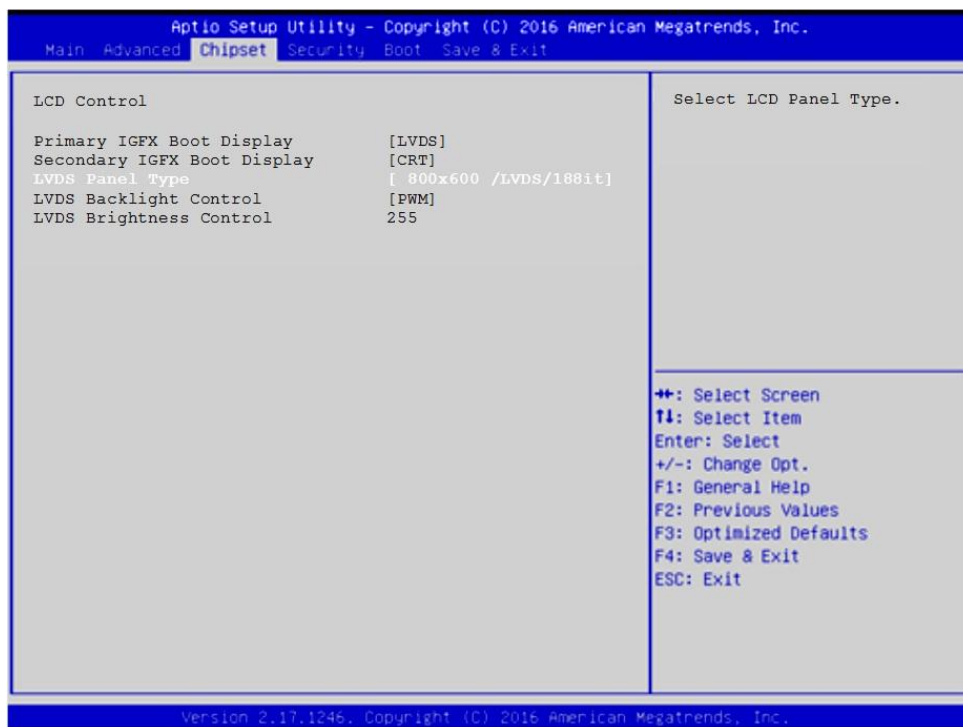 Aptio Setup Utility - Copyright (C) 2016 American Megatrends, Inc.
Main Advanced Chipset Security Boot Save & Exit
LCD Control
Primary IGFX Boot Display [LVDS]
Secondary IGFX Boot Display [CRT]
LVDS Panel Type [ 800x600 /LVDS/188it]
LVDS Backlight Control [PWM]
LVDS Brightness Control 255
Select LCD Panel Type.
→←: Select Screen
↑↓: Select Item
Enter: Select
+/-: Change Opt.
F1: General Help
F2: Previous Values
F3: Optimized Defaults
F4: Save & Exit
ESC: Exit
Version 2.17.1246. Copyright (C) 2016 American Megatrends, Inc.